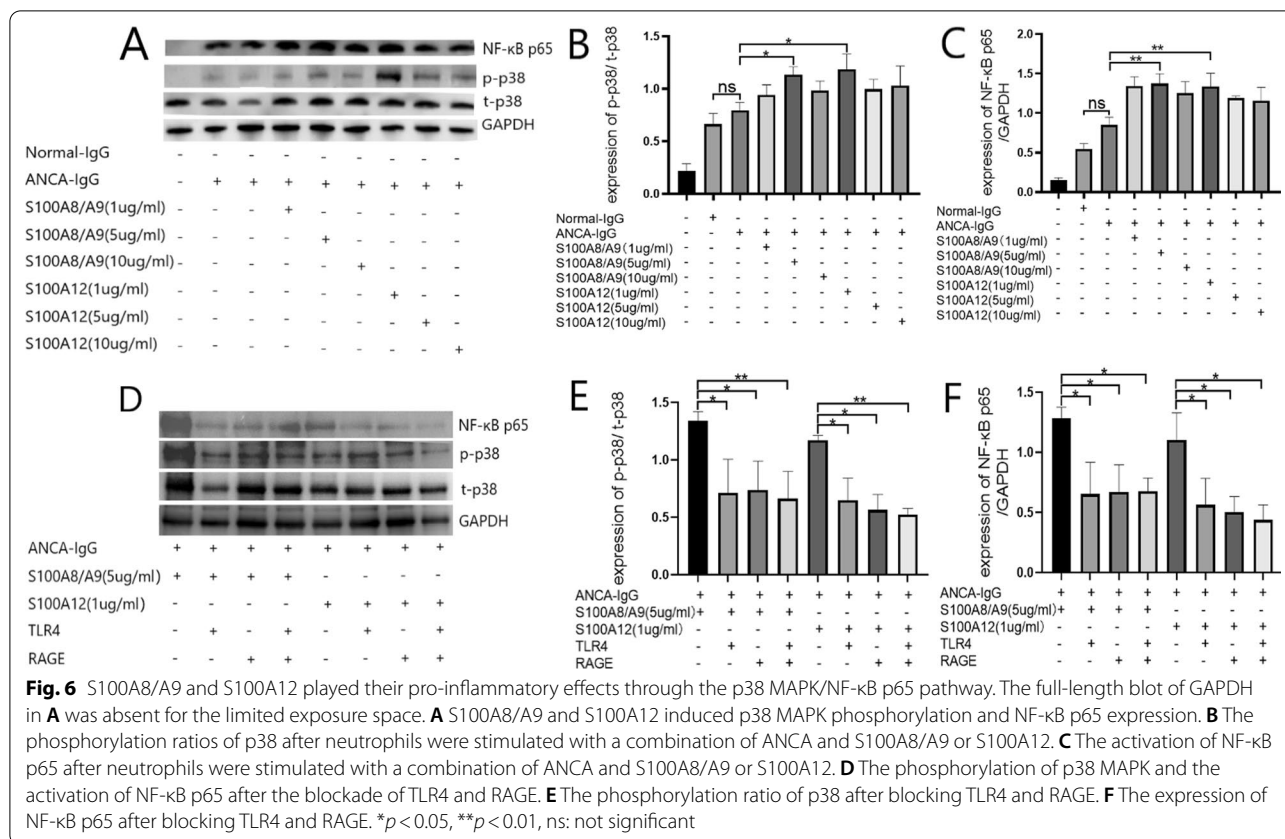 A
NF-κB p65
p-p38
t-p38
GAPDH
Normal-IgG - - - - - - - - -
ANCA-IgG - + + + + + + + +
S100A8/A9(1ug/ml) - - - + - - - - -
S100A8/A9(5ug/ml) - - - - + - - - -
S100A8/A9(10ug/ml) - - - - - + - - -
S100A12(1ug/ml) - - - - - - + - -
S100A12(5ug/ml) - - - - - - - + -
S100A12(10ug/ml) - - - - - - - - +
B
expression of p-p38/ t-p38
1.5
1.0
0.5
0.0
ns
*
*
Normal-IgG - + - - - - - - -
ANCA-IgG - - + + + + + + +
S100A8/A9(1ug/ml) - - - + - - - - -
S100A8/A9(5ug/ml) - - - - + - - - -
S100A8/A9(10ug/ml) - - - - - + - - -
S100A12(1ug/ml) - - - - - - + - -
S100A12(5ug/ml) - - - - - - - + -
S100A12(10ug/ml) - - - - - - - - +
C
expression of NF-κB p65
/GAPDH
2.0
1.5
1.0
0.5
0.0
ns
**
**
Normal-IgG - + - - - - - - -
ANCA-IgG - - + + + + + + +
S100A8/A9(1ug/ml) - - - + - - - - -
S100A8/A9(5ug/ml) - - - - + - - - -
S100A8/A9(10ug/ml) - - - - - + - - -
S100A12(1ug/ml) - - - - - - + - -
S100A12(5ug/ml) - - - - - - - + -
S100A12(10ug/ml) - - - - - - - - +
D
NF-κB p65
p-p38
t-p38
GAPDH
ANCA-IgG + + + + + + + +
S100A8/A9(5ug/ml) + + + + - - - -
S100A12(1ug/ml) - - - - + + + +
TLR4 - + - + - + - +
RAGE - - + + - - + +
E
expression of p-p38/ t-p38
1.5
1.0
0.5
0.0
**
*
*
**
*
*
ANCA-IgG + + + + + + + +
S100A8/A9(5ug/ml) + + + + - - - -
S100A12(1ug/ml) - - - - + + + +
TLR4 - + - + - + - +
RAGE - - + + - - + +
F
expression of NF-κB p65
/GAPDH
1.5
1.0
0.5
0.0
*
*
*
*
*
*
ANCA-IgG + + + + + + + +
S100A8/A9(5ug/ml) + + + + - - - -
S100A12(1ug/ml) - - - - + + + +
TLR4 - + - + - + - +
RAGE - - + + - - + +
Fig. 6 S100A8/A9 and S100A12 played their pro-inflammatory effects through the p38 MAPK/NF-κB p65 pathway. The full-length blot of GAPDH
in A was absent for the limited exposure space. A S100A8/A9 and S100A12 induced p38 MAPK phosphorylation and NF-κB p65 expression. B The
phosphorylation ratios of p38 after neutrophils were stimulated with a combination of ANCA and S100A8/A9 or S100A12. C The activation of NF-κB
p65 after neutrophils were stimulated with a combination of ANCA and S100A8/A9 or S100A12. D The phosphorylation of p38 MAPK and the
activation of NF-κB p65 after the blockade of TLR4 and RAGE. E The phosphorylation ratio of p38 after blocking TLR4 and RAGE. F The expression of
NF-κB p65 after blocking TLR4 and RAGE. *p < 0.05, **p < 0.01, ns: not significant